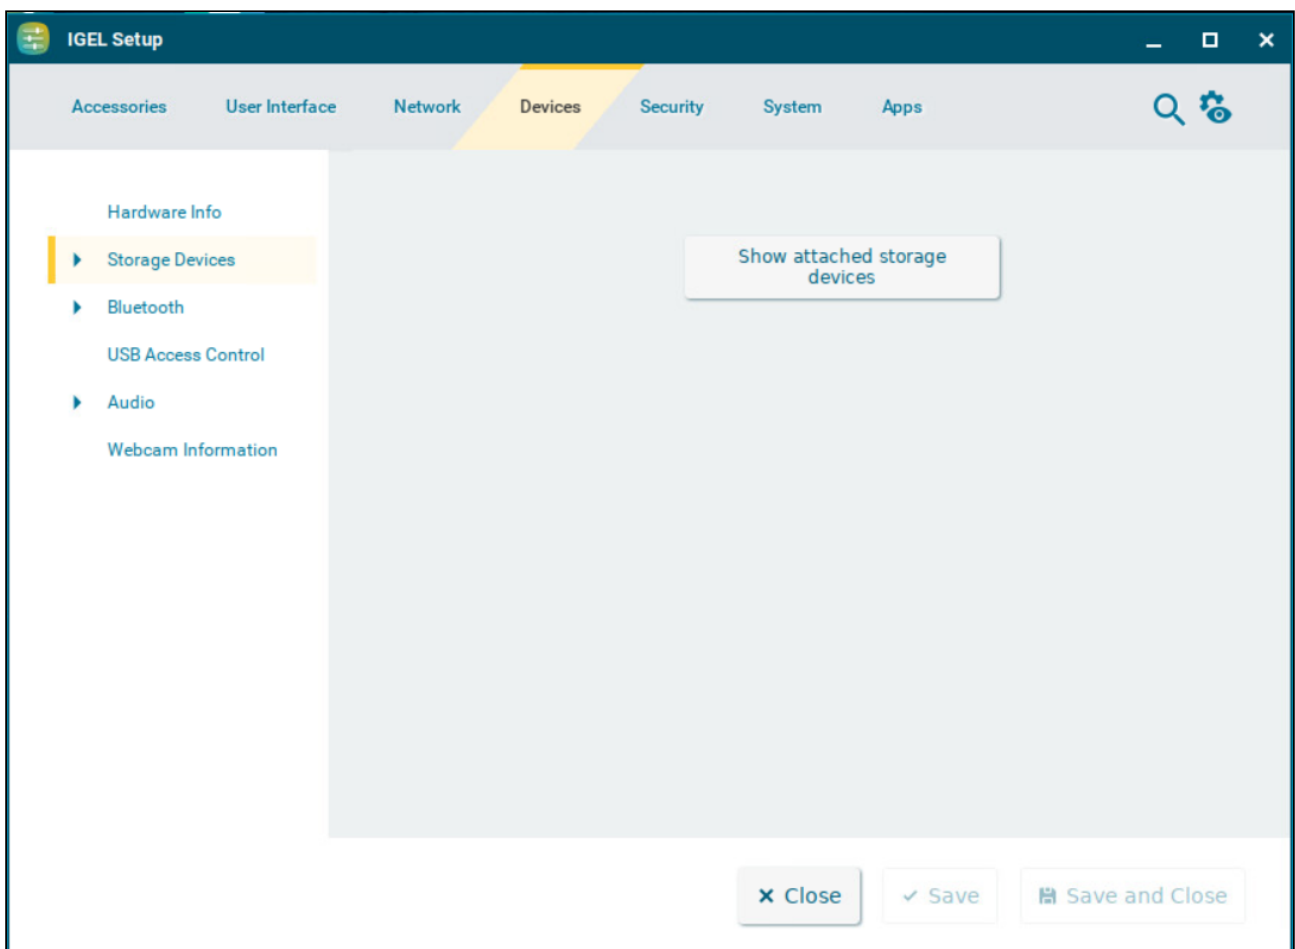 IGEL Setup
Accessories User Interface Network Devices Security System Apps
Hardware Info
Storage Devices
Bluetooth
USB Access Control
Audio
Webcam Information
Show attached storage
devices
Close Save Save and Close